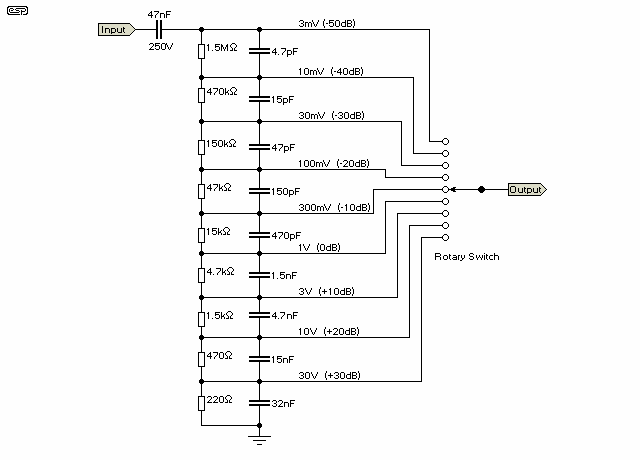 esp
47nF
3mV (-50dB)
Input
250V
1.5MΩ
4.7pF
10mV (-40dB)
470kΩ
15pF
30mV (-30dB)
150kΩ
47pF
100mV (-20dB)
47kΩ
150pF
Output
300mV (-10dB)
15kΩ
470pF
1V (0dB)
Rotary Switch
4.7kΩ
1.5nF
3V (+10dB)
1.5kΩ
4.7nF
10V (+20dB)
470Ω
15nF
30V (+30dB)
220Ω
32nF